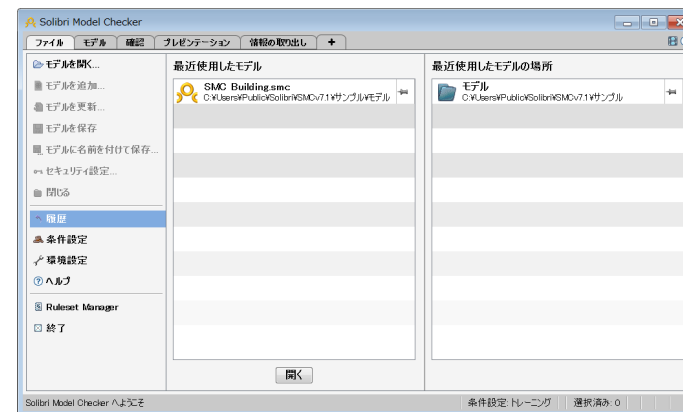 Solibri Model Checker
ファイル モデル 確認 プレゼンテーション 情報の取り出し +
モデルを開く...
モデルを追加...
モデルを更新...
モデルを保存
モデルに名前を付けて保存...
セキュリティ設定...
閉じる
履歴
条件設定
環境設定
ヘルプ
Ruleset Manager
終了
最近使用したモデル
SMC Building.smc
C:¥Users¥Public¥Solibri¥SMCv7.1¥サンプル¥モデル
開く
最近使用したモデルの場所
モデル
C:¥Users¥Public¥Solibri¥SMCv7.1¥サンプル
Solibri Model Checker へようこそ
条件設定: トレーニング 選択済み: 0